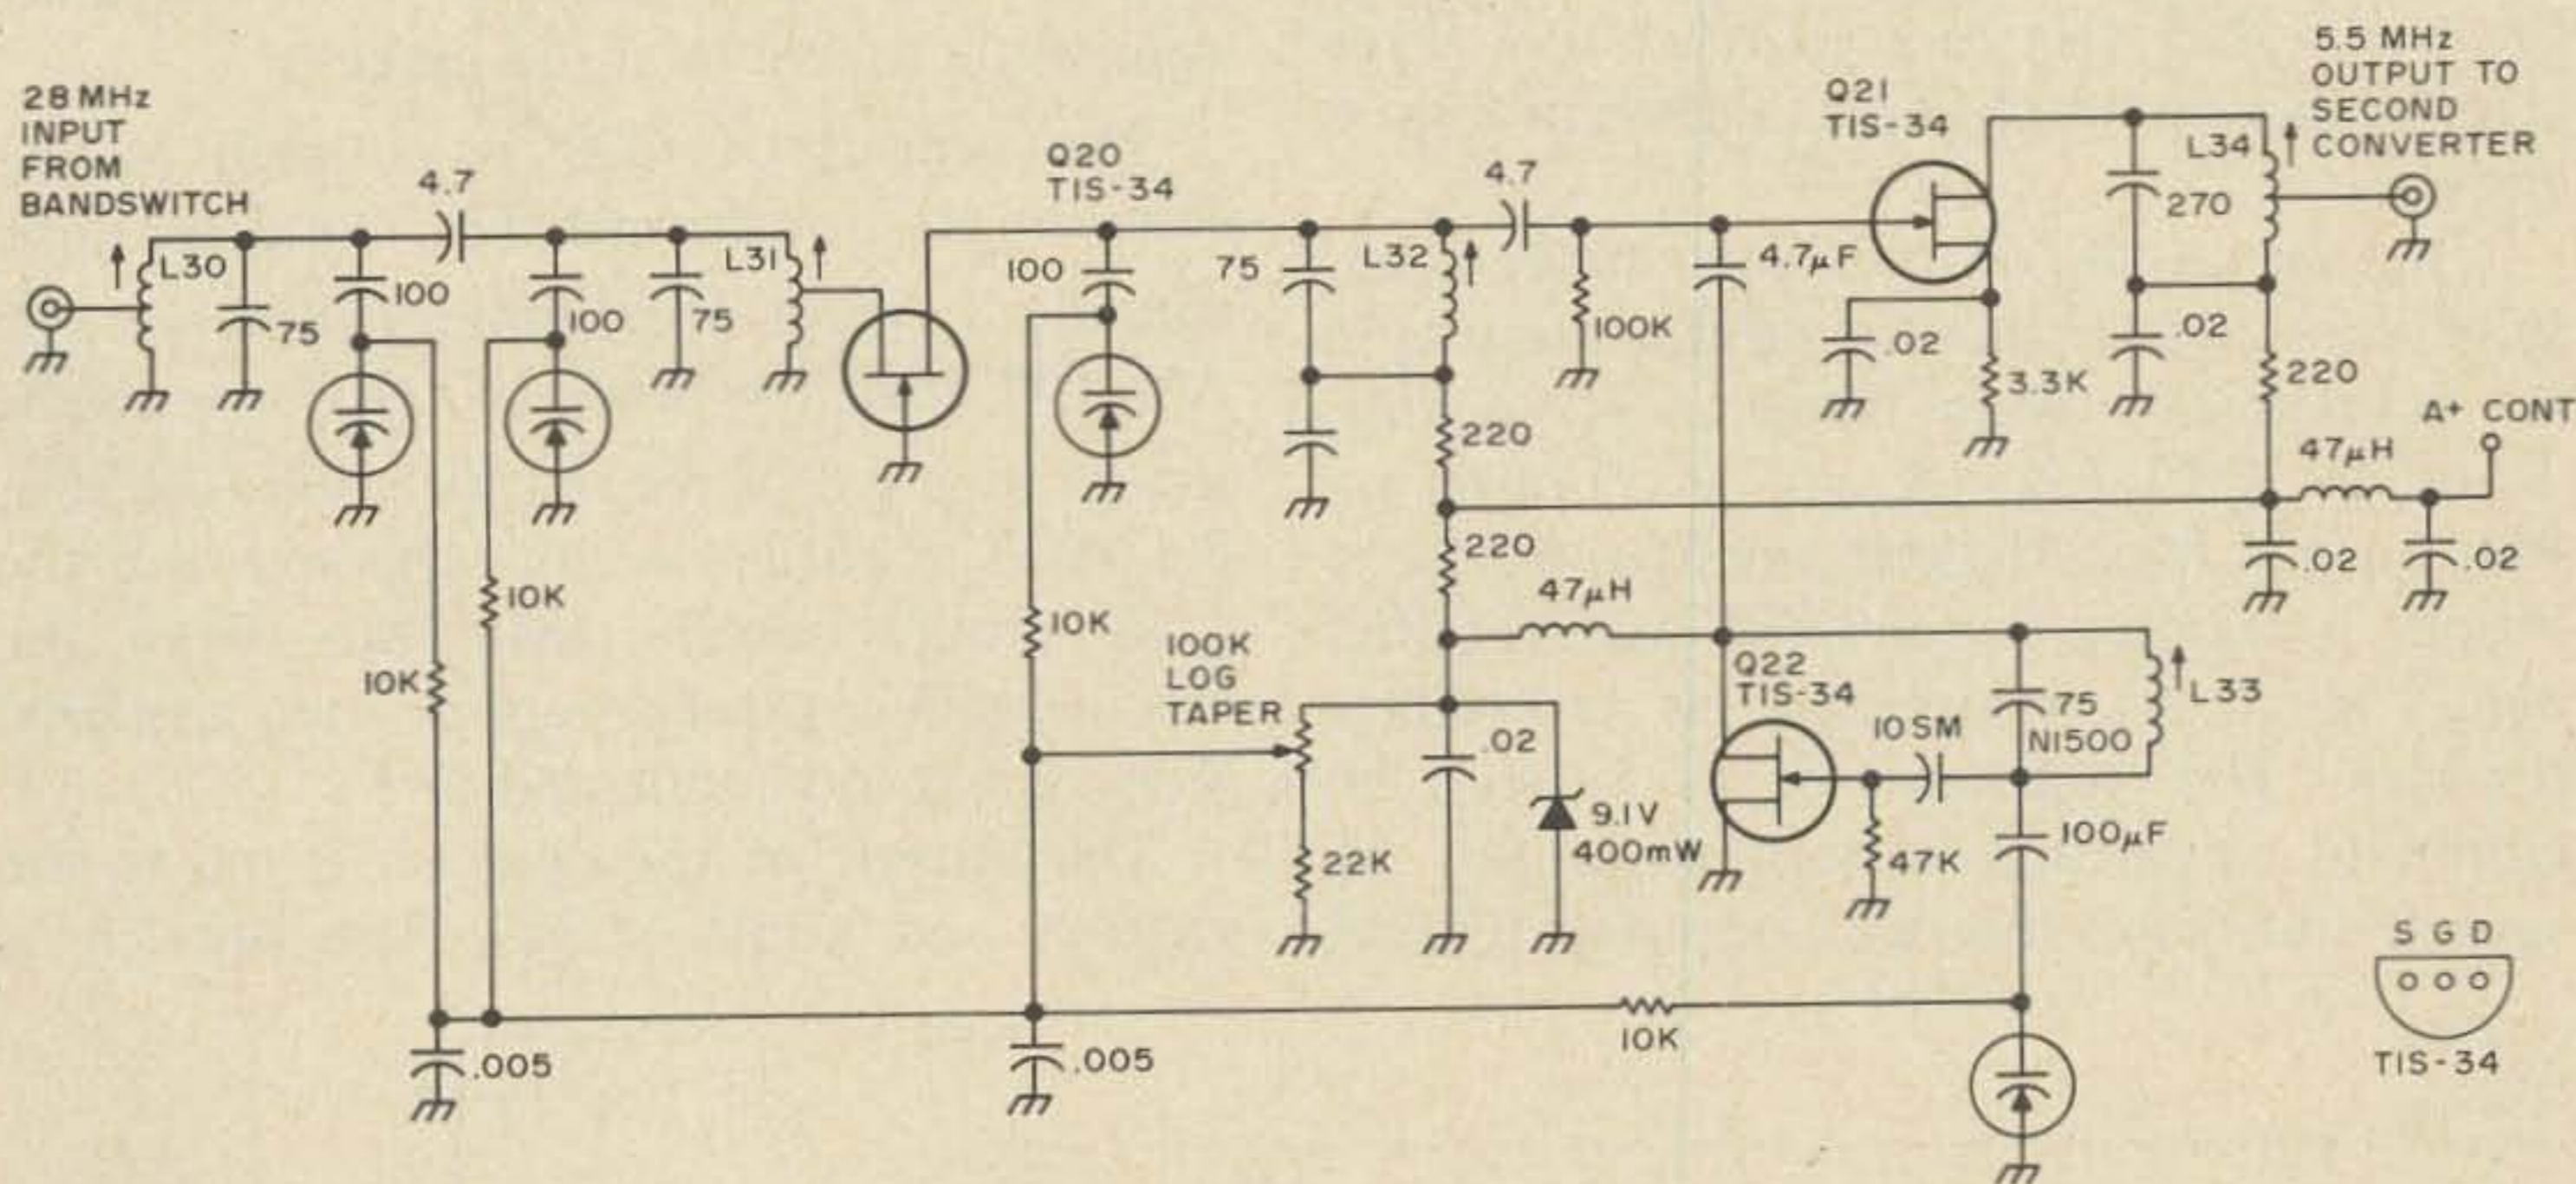 28 MHz
INPUT
FROM
BANDSWITCH
L30
75
100
4.7
100
75
L31
10K
10K
Q20
TIS-34
100
75
L32
4.7
100K
4.7µF
Q21
TIS-34
.02
3.3K
270
.02
L34
5.5 MHz
OUTPUT TO
SECOND
CONVERTER
220
A+ CONT
47µH
.02
.02
220
220
47µH
10K
100K
LOG
TAPER
22K
.02
9.1V
400mW
Q22
TIS-34
10 SM
47K
75
N1500
L33
100µF
10K
.005
.005
S G D
TIS-34